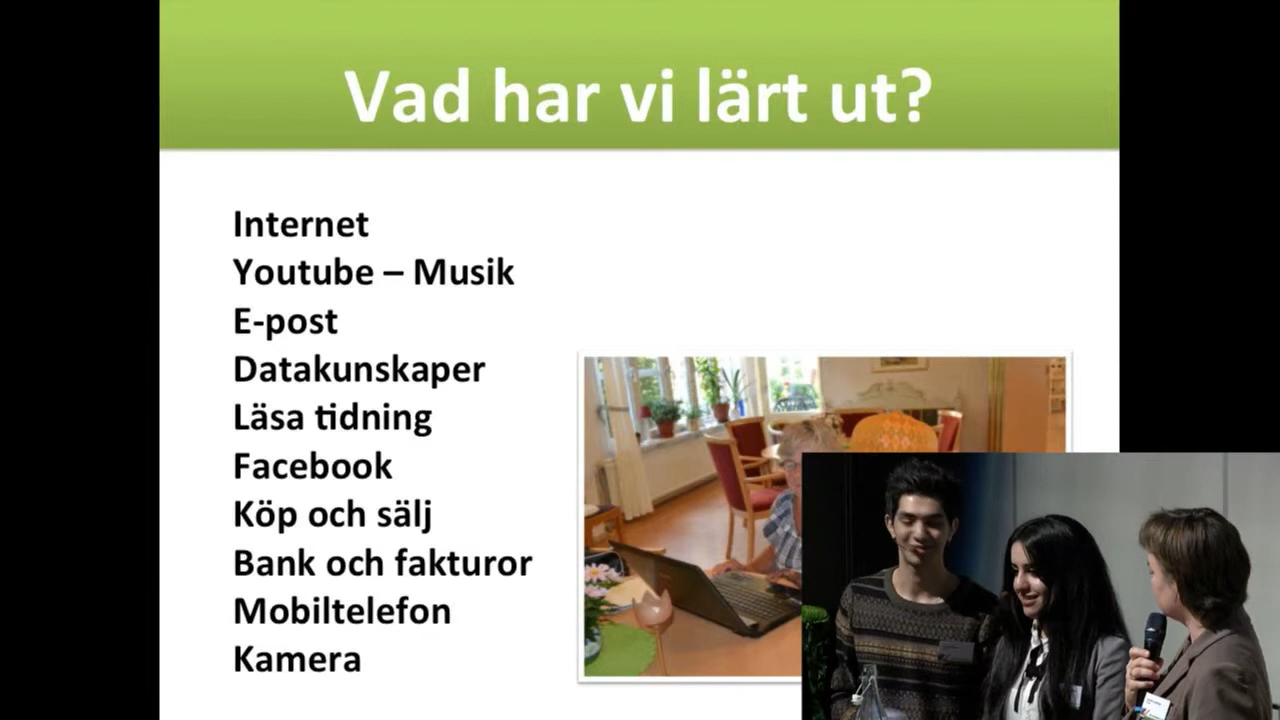 Vad har vi lärt ut?
Internet
Youtube – Musik
E-post
Datakunskaper
Läsa tidning
Facebook
Köp och sälj
Bank och fakturor
Mobiltelefon
Kamera